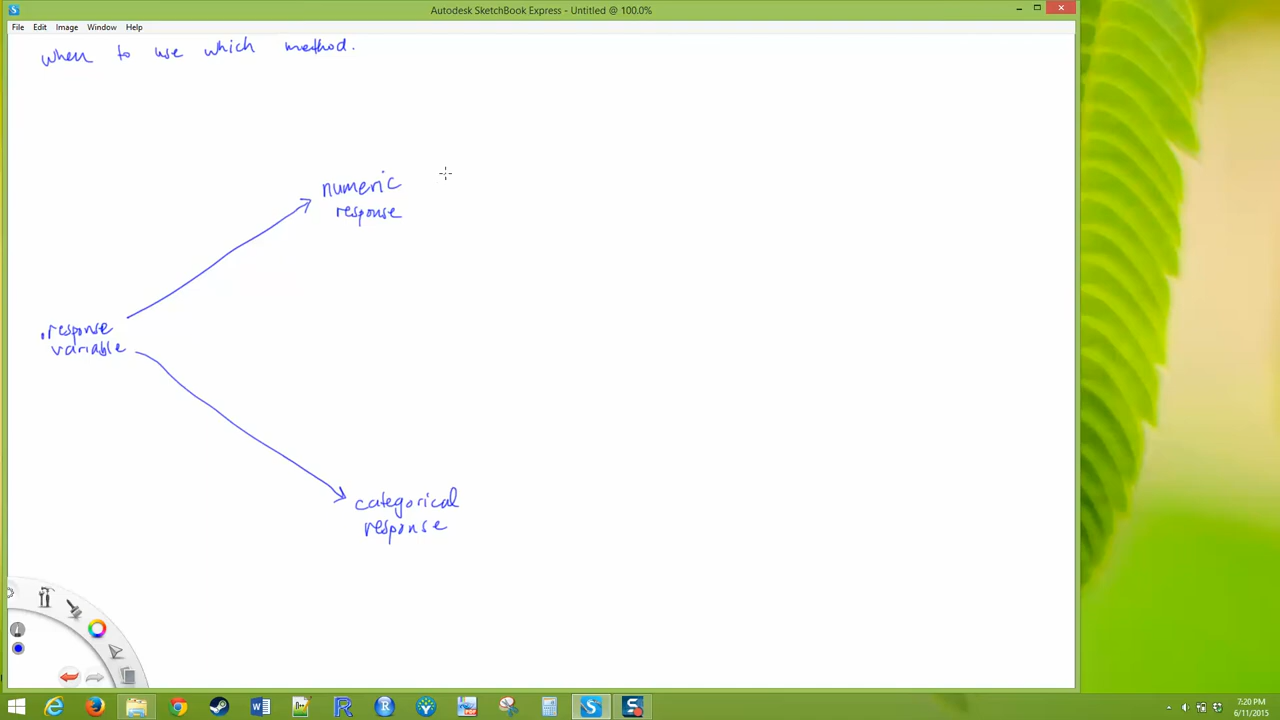 Autodesk SketchBook Express - Untitled @ 100.0%
File Edit Image Window Help
when to use which method.
numeric
response
.response
variable
categorical
response
7:20 PM
6/11/2015